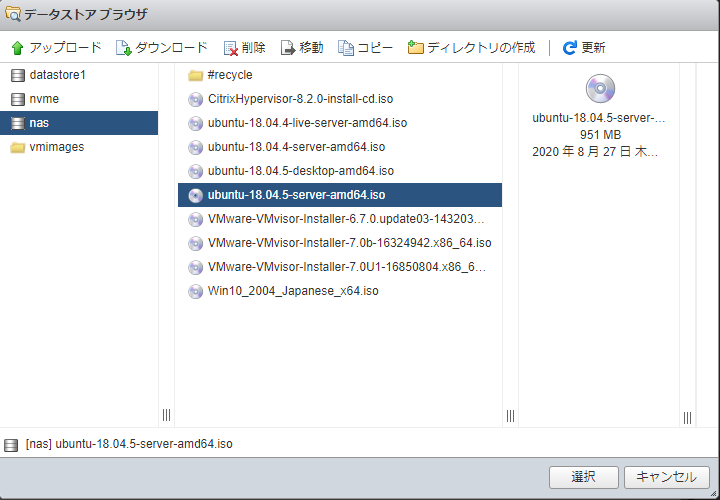 データストア ブラウザ
アップロード ダウンロード 削除 移動 コピー ディレクトリの作成 更新
datastore1
nvme
nas
vmimages
#recycle
CitrixHypervisor-8.2.0-install-cd.iso
ubuntu-18.04.4-live-server-amd64.iso
ubuntu-18.04.4-server-amd64.iso
ubuntu-18.04.5-desktop-amd64.iso
ubuntu-18.04.5-server-amd64.iso
VMware-VMvisor-Installer-6.7.0.update03-143203...
VMware-VMvisor-Installer-7.0b-16324942.x86_64.iso
VMware-VMvisor-Installer-7.0U1-16850804.x86_6...
Win10_2004_Japanese_x64.iso
ubuntu-18.04.5-server-...
951 MB
2020 年 8 月 27 日 木...
[nas] ubuntu-18.04.5-server-amd64.iso
選択 キャンセル